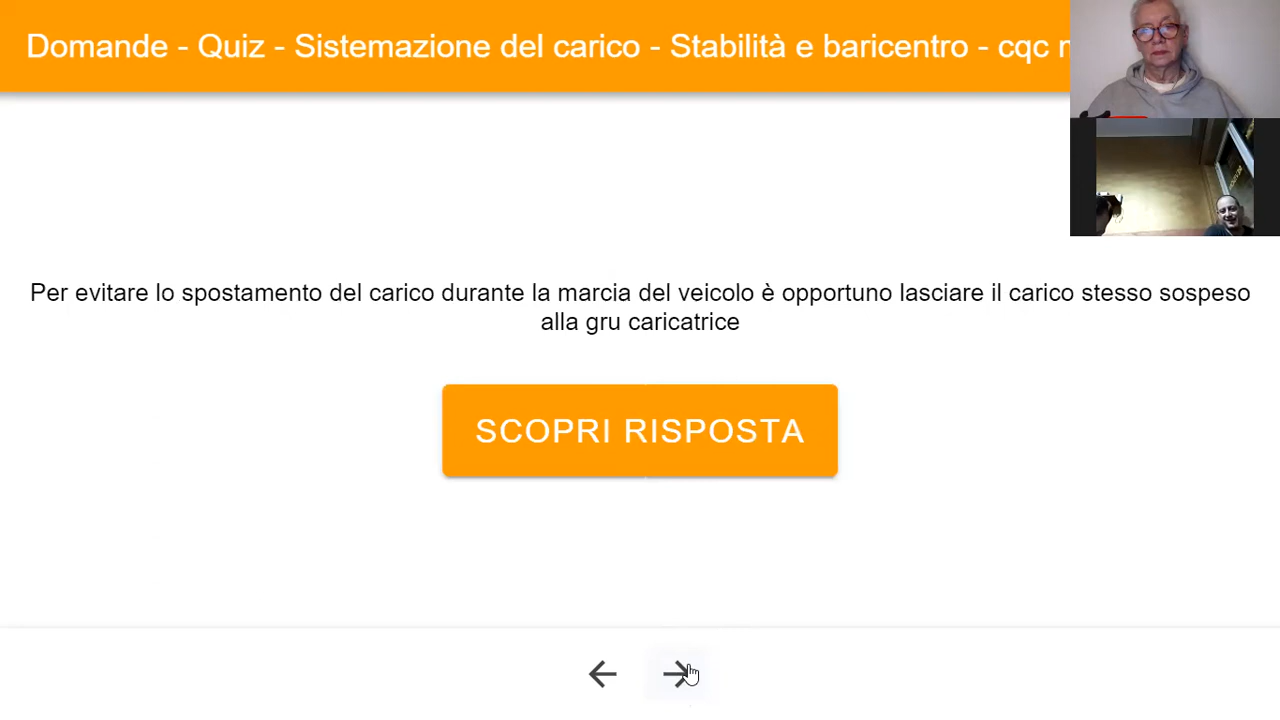 Domande - Quiz - Sistemazione del carico - Stabilità e baricentro - cqc
Per evitare lo spostamento del carico durante la marcia del veicolo è opportuno lasciare il carico stesso sospeso
alla gru caricatrice
SCOPRI RISPOSTA